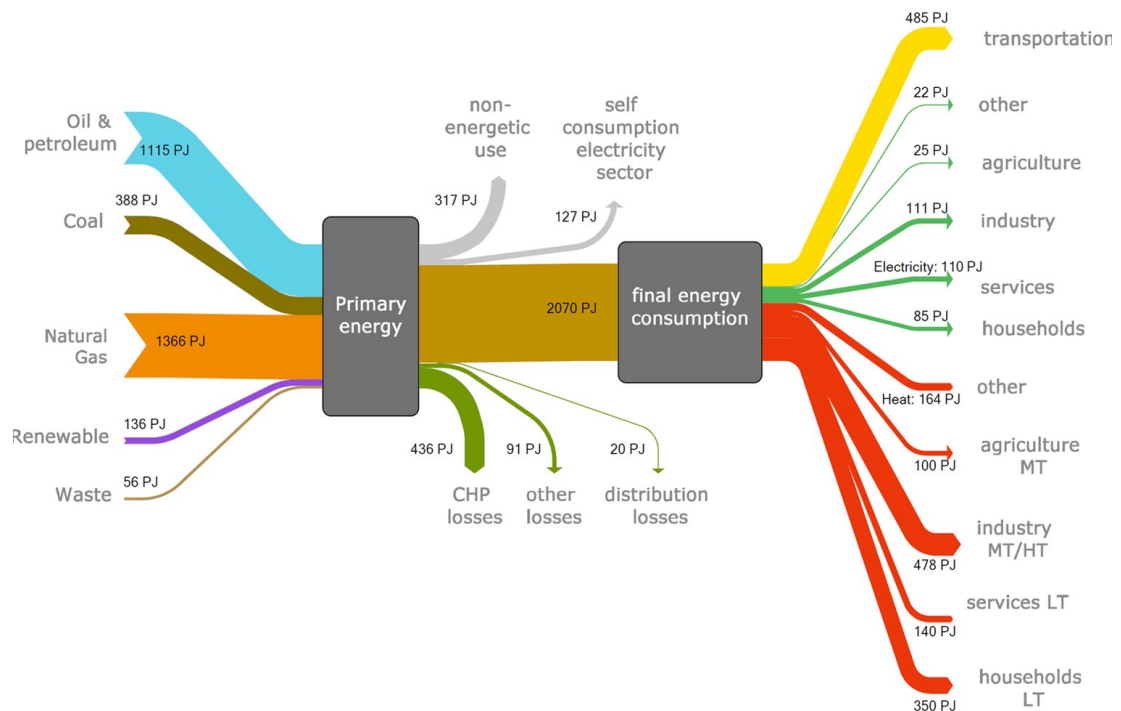 485 PJ
transportation
22 PJ
other
25 PJ
agriculture
111 PJ
industry
Electricity: 110 PJ
services
85 PJ
households
Oil &
petroleum
1115 PJ
388 PJ
Coal
1366 PJ
Natural
Gas
136 PJ
Renewable
56 PJ
Waste
Primary
energy
non-
energetic
use
317 PJ
self
consumption
electricity
sector
127 PJ
2070 PJ
436 PJ
CHP
losses
91 PJ
other
losses
20 PJ
distribution
losses
final energy
consumption
other
Heat: 164 PJ
agriculture
MT
100 PJ
industry
MT/HT
478 PJ
services LT
140 PJ
households
LT
350 PJ